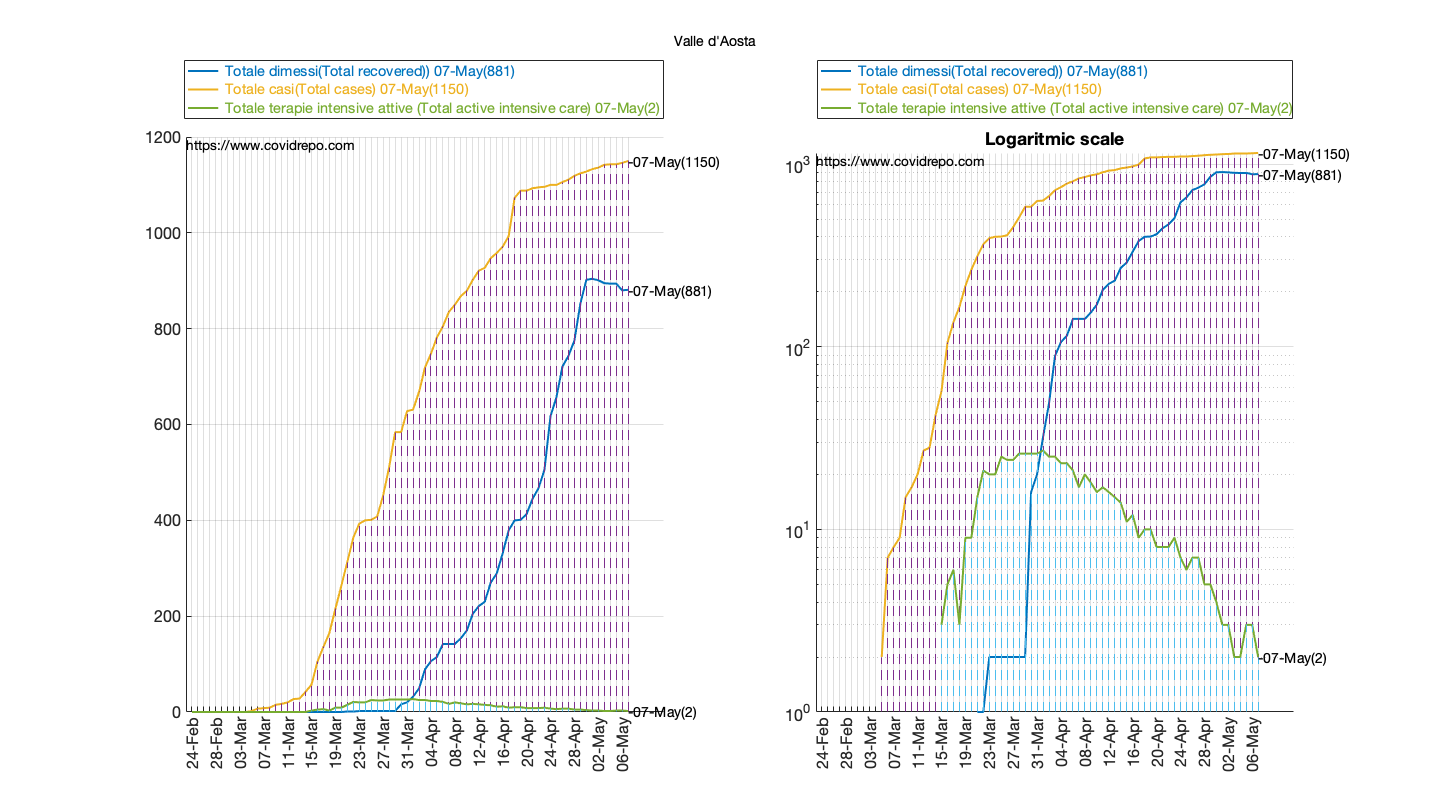 Valle d'Aosta
Totale dimessi(Total recovered)) 07-May(881)
Totale casi(Total cases) 07-May(1150)
Totale terapie intensive attive (Total active intensive care) 07-May(2)
1200
1000
800
600
400
200
0
https://www.covidrepo.com
07-May(1150)
07-May(881)
07-May(2)
24-Feb
28-Feb
03-Mar
07-Mar
11-Mar
15-Mar
19-Mar
23-Mar
27-Mar
31-Mar
04-Apr
08-Apr
12-Apr
16-Apr
20-Apr
24-Apr
28-Apr
02-May
06-May
Totale dimessi(Total recovered)) 07-May(881)
Totale casi(Total cases) 07-May(1150)
Totale terapie intensive attive (Total active intensive care) 07-May(2)
Logaritmic scale
https://www.covidrepo.com
10³
10²
10¹
10⁰
07-May(1150)
07-May(881)
07-May(2)
24-Feb
28-Feb
03-Mar
07-Mar
11-Mar
15-Mar
19-Mar
23-Mar
27-Mar
31-Mar
04-Apr
08-Apr
12-Apr
16-Apr
20-Apr
24-Apr
28-Apr
02-May
06-May